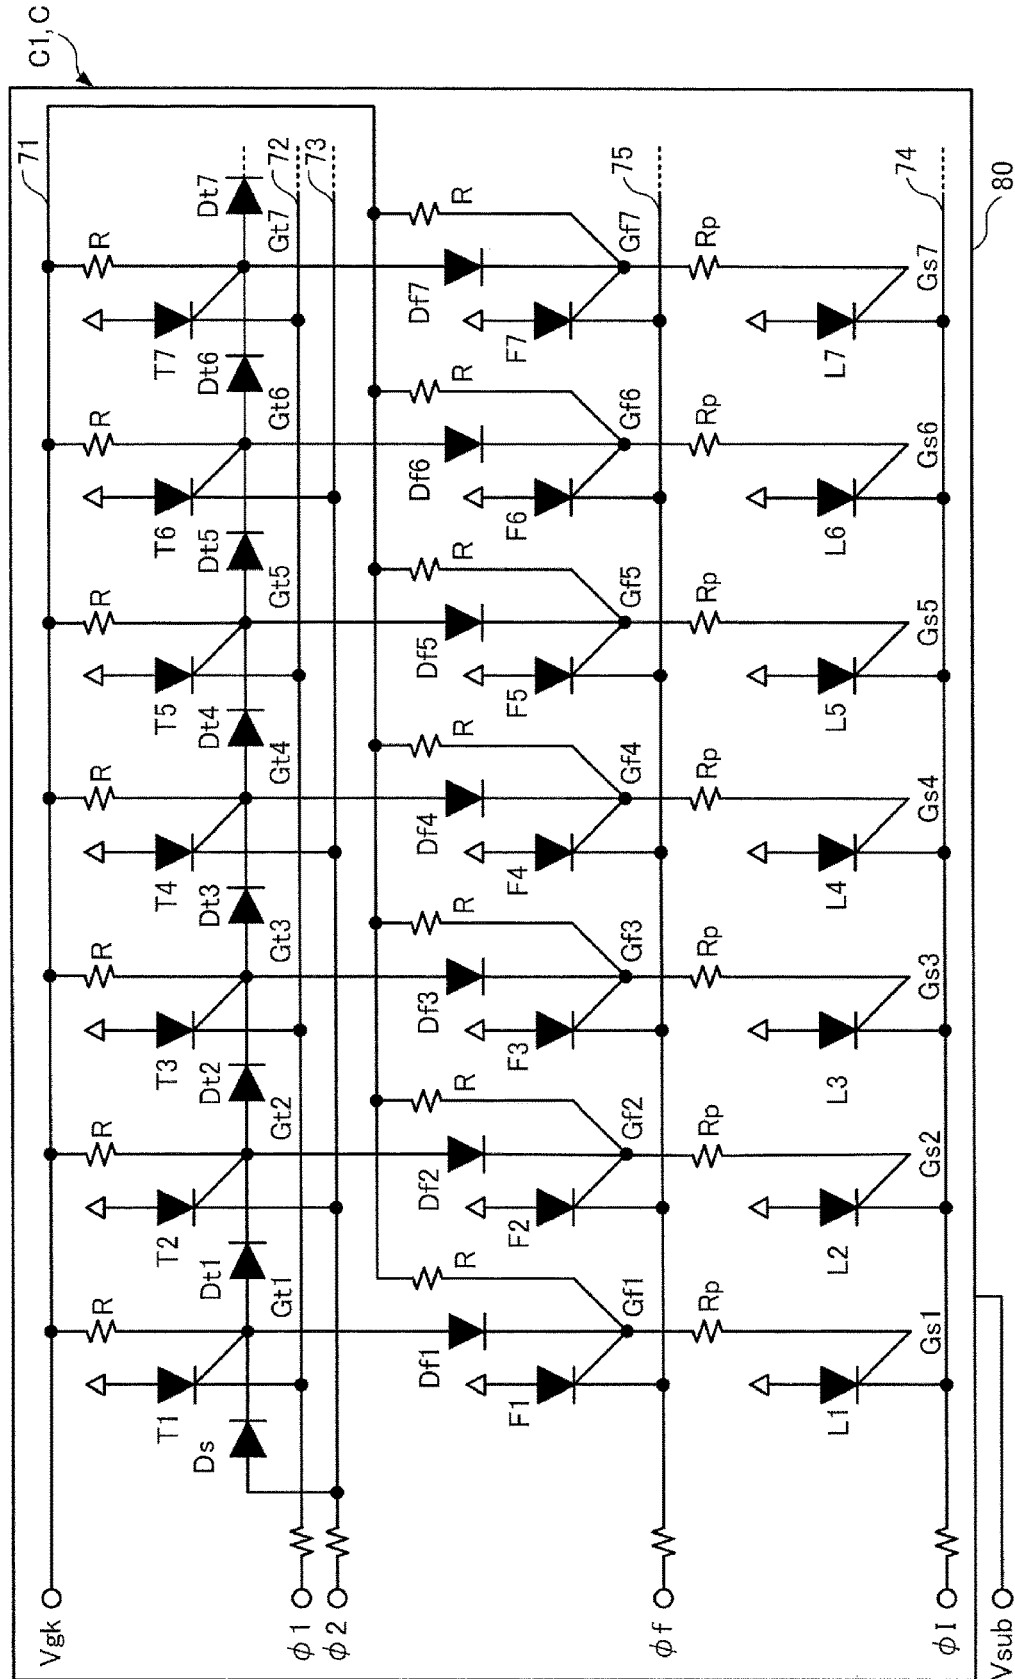 C1, C
71
R R R R R R R
T1 T2 T3 T4 T5 T6 T7
Ds Dt1 Dt2 Dt3 Dt4 Dt5 Dt6 Dt7
Gt1 Gt2 Gt3 Gt4 Gt5 Gt6 Gt7
72
73
Vgk
ϕ1
ϕ2
R R R R R R R
Df1 Df2 Df3 Df4 Df5 Df6 Df7
F1 F2 F3 F4 F5 F6 F7
Gf1 Gf2 Gf3 Gf4 Gf5 Gf6 Gf7
75
ϕf
Rp Rp Rp Rp Rp Rp Rp
L1 L2 L3 L4 L5 L6 L7
Gs1 Gs2 Gs3 Gs4 Gs5 Gs6 Gs7
74
ϕI
Vsub
80